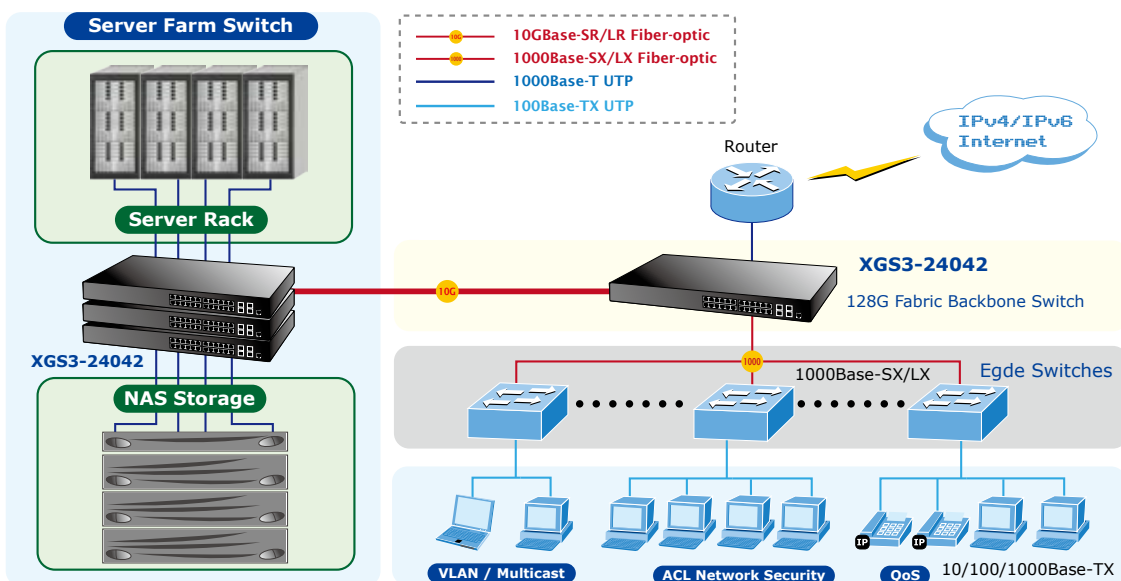 Server Farm Switch
Server Rack
XGS3-24042
NAS Storage
10GBase-SR/LR Fiber-optic
1000Base-SX/LX Fiber-optic
1000Base-T UTP
100Base-TX UTP
10G
1000
IPv4/IPv6
Internet
Router
10G
XGS3-24042
128G Fabric Backbone Switch
1000
1000Base-SX/LX
Egde Switches
IP
IP
VLAN / Multicast
ACL Network Security
QoS
10/100/1000Base-TX